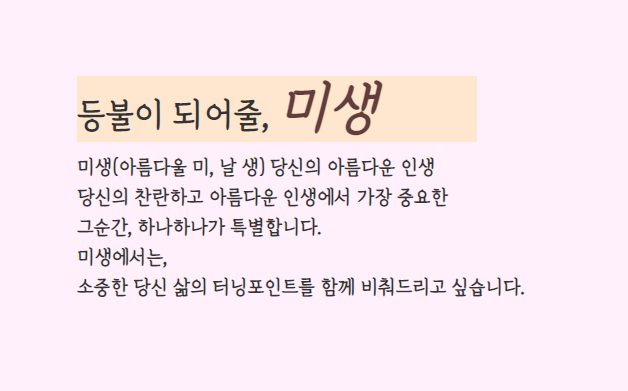 등불이 되어줄, 미생
미생(아름다울 미, 날 생) 당신의 아름다운 인생
당신의 찬란하고 아름다운 인생에서 가장 중요한
그순간, 하나하나가 특별합니다.
미생에서는,
소중한 당신 삶의 터닝포인트를 함께 비춰드리고 싶습니다.